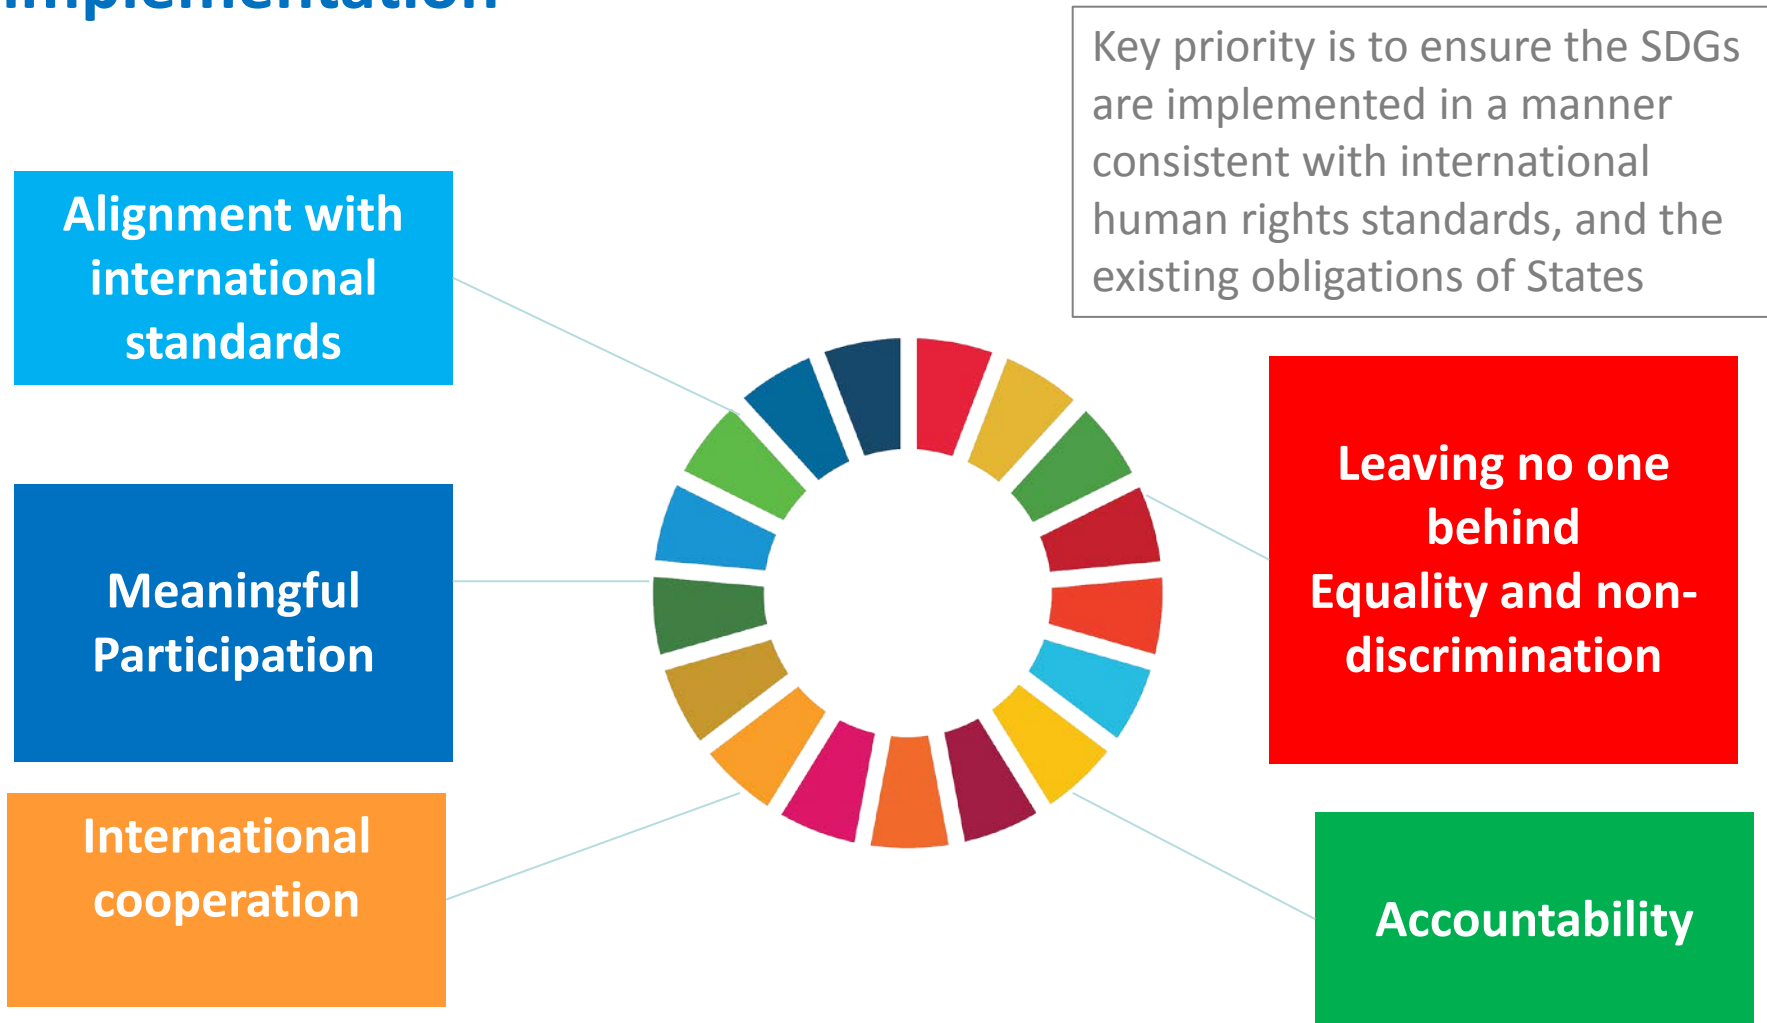 implementation
Key priority is to ensure the SDGs
are implemented in a manner
consistent with international
human rights standards, and the
existing obligations of States
Alignment with
international
standards
Meaningful
Participation
International
cooperation
Leaving no one
behind
Equality and non-
discrimination
Accountability